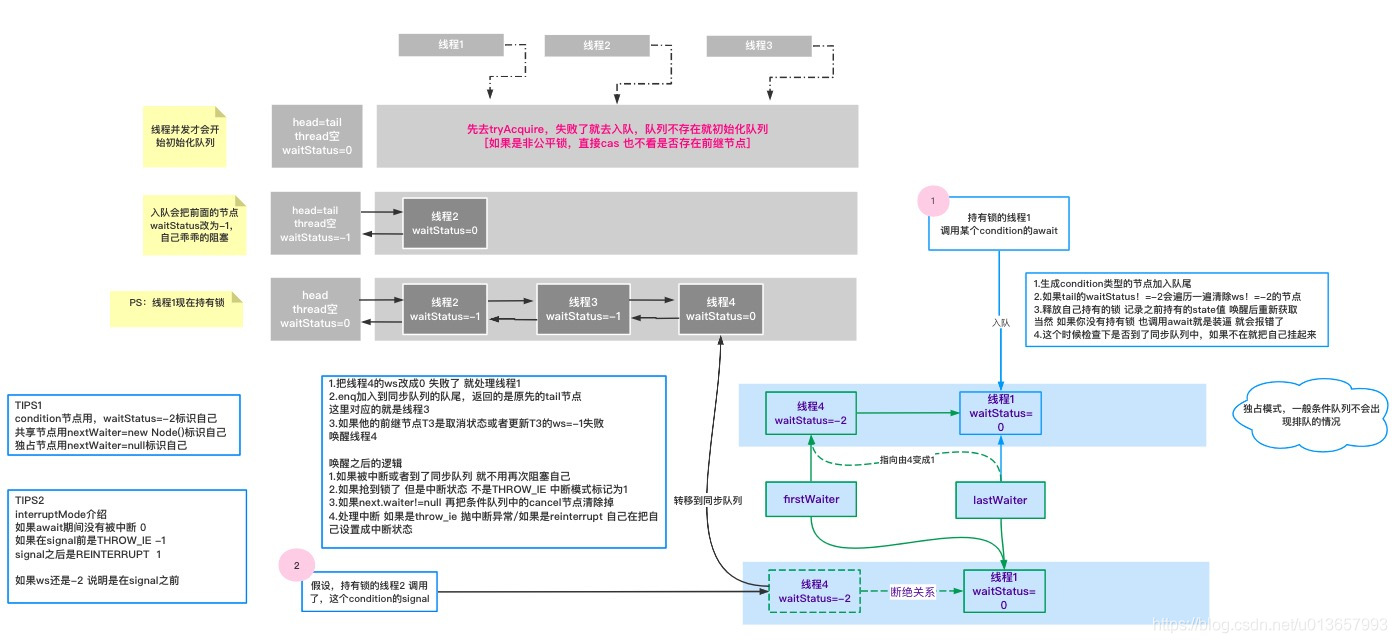 线程1
线程2
线程3
线程并发才会开
始初始化队列
head=tail
thread空
waitStatus=0
先去tryAcquire，失败了就去入队，队列不存在就初始化队列
[如果是非公平锁，直接cas 也不看是否存在前继节点]
入队会把前面的节点
waitStatus改为-1，
自己乖乖的阻塞
head=tail
thread空
waitStatus=-1
线程2
waitStatus=0
PS：线程1现在持有锁
head
thread空
waitStatus=0
线程2
waitStatus=-1
线程3
waitStatus=-1
线程4
waitStatus=0
1
持有锁的线程1
调用某个condition的await
入队
1.生成condition类型的节点加入队尾
2.如果tail的waitStatus！=-2会遍历一遍清除ws！=-2的节点
3.释放自己持有的锁 记录之前持有的state值 唤醒后重新获取
当然 如果你没有持有锁 也调用await就是装逼 就会报错了
4.这个时候检查下是否到了同步队列中，如果不在就把自己挂起来
TIPS1
condition节点用，waitStatus=-2标识自己
共享节点用nextWaiter=new Node()标识自己
独占节点用nextWaiter=null标识自己
TIPS2
interruptMode介绍
如果await期间没有被中断 0
如果在signal前是THROW_IE -1
signal之后是REINTERRUPT 1
如果ws还是-2 说明是在signal之前
1.把线程4的ws改成0 失败了 就处理线程1
2.enq加入到同步队列的队尾，返回的是原先的tail节点
这里对应的就是线程3
3.如果他的前继节点T3是取消状态或者更新T3的ws=-1失败
唤醒线程4
唤醒之后的逻辑
1.如果被中断或者到了同步队列 就不用再次阻塞自己
2.如果抢到锁了 但是中断状态 不是THROW_IE 中断模式标记为1
3.如果next.waiter!=null 再把条件队列中的cancel节点清除掉
4.处理中断 如果是throw_ie 抛中断异常/如果是reinterrupt 自己在把自
己设置成中断状态
转移到同步队列
线程4
waitStatus=-2
线程1
waitStatus=
0
独占模式，一般条件队列不会出
现排队的情况
指向由4变成1
firstWaiter
lastWaiter
2
假设，持有锁的线程2 调用
了，这个condition的signal
线程4
waitStatus=-2
断绝关系
线程1
waitStatus=
0
https://blog.csdn.net/u013657993